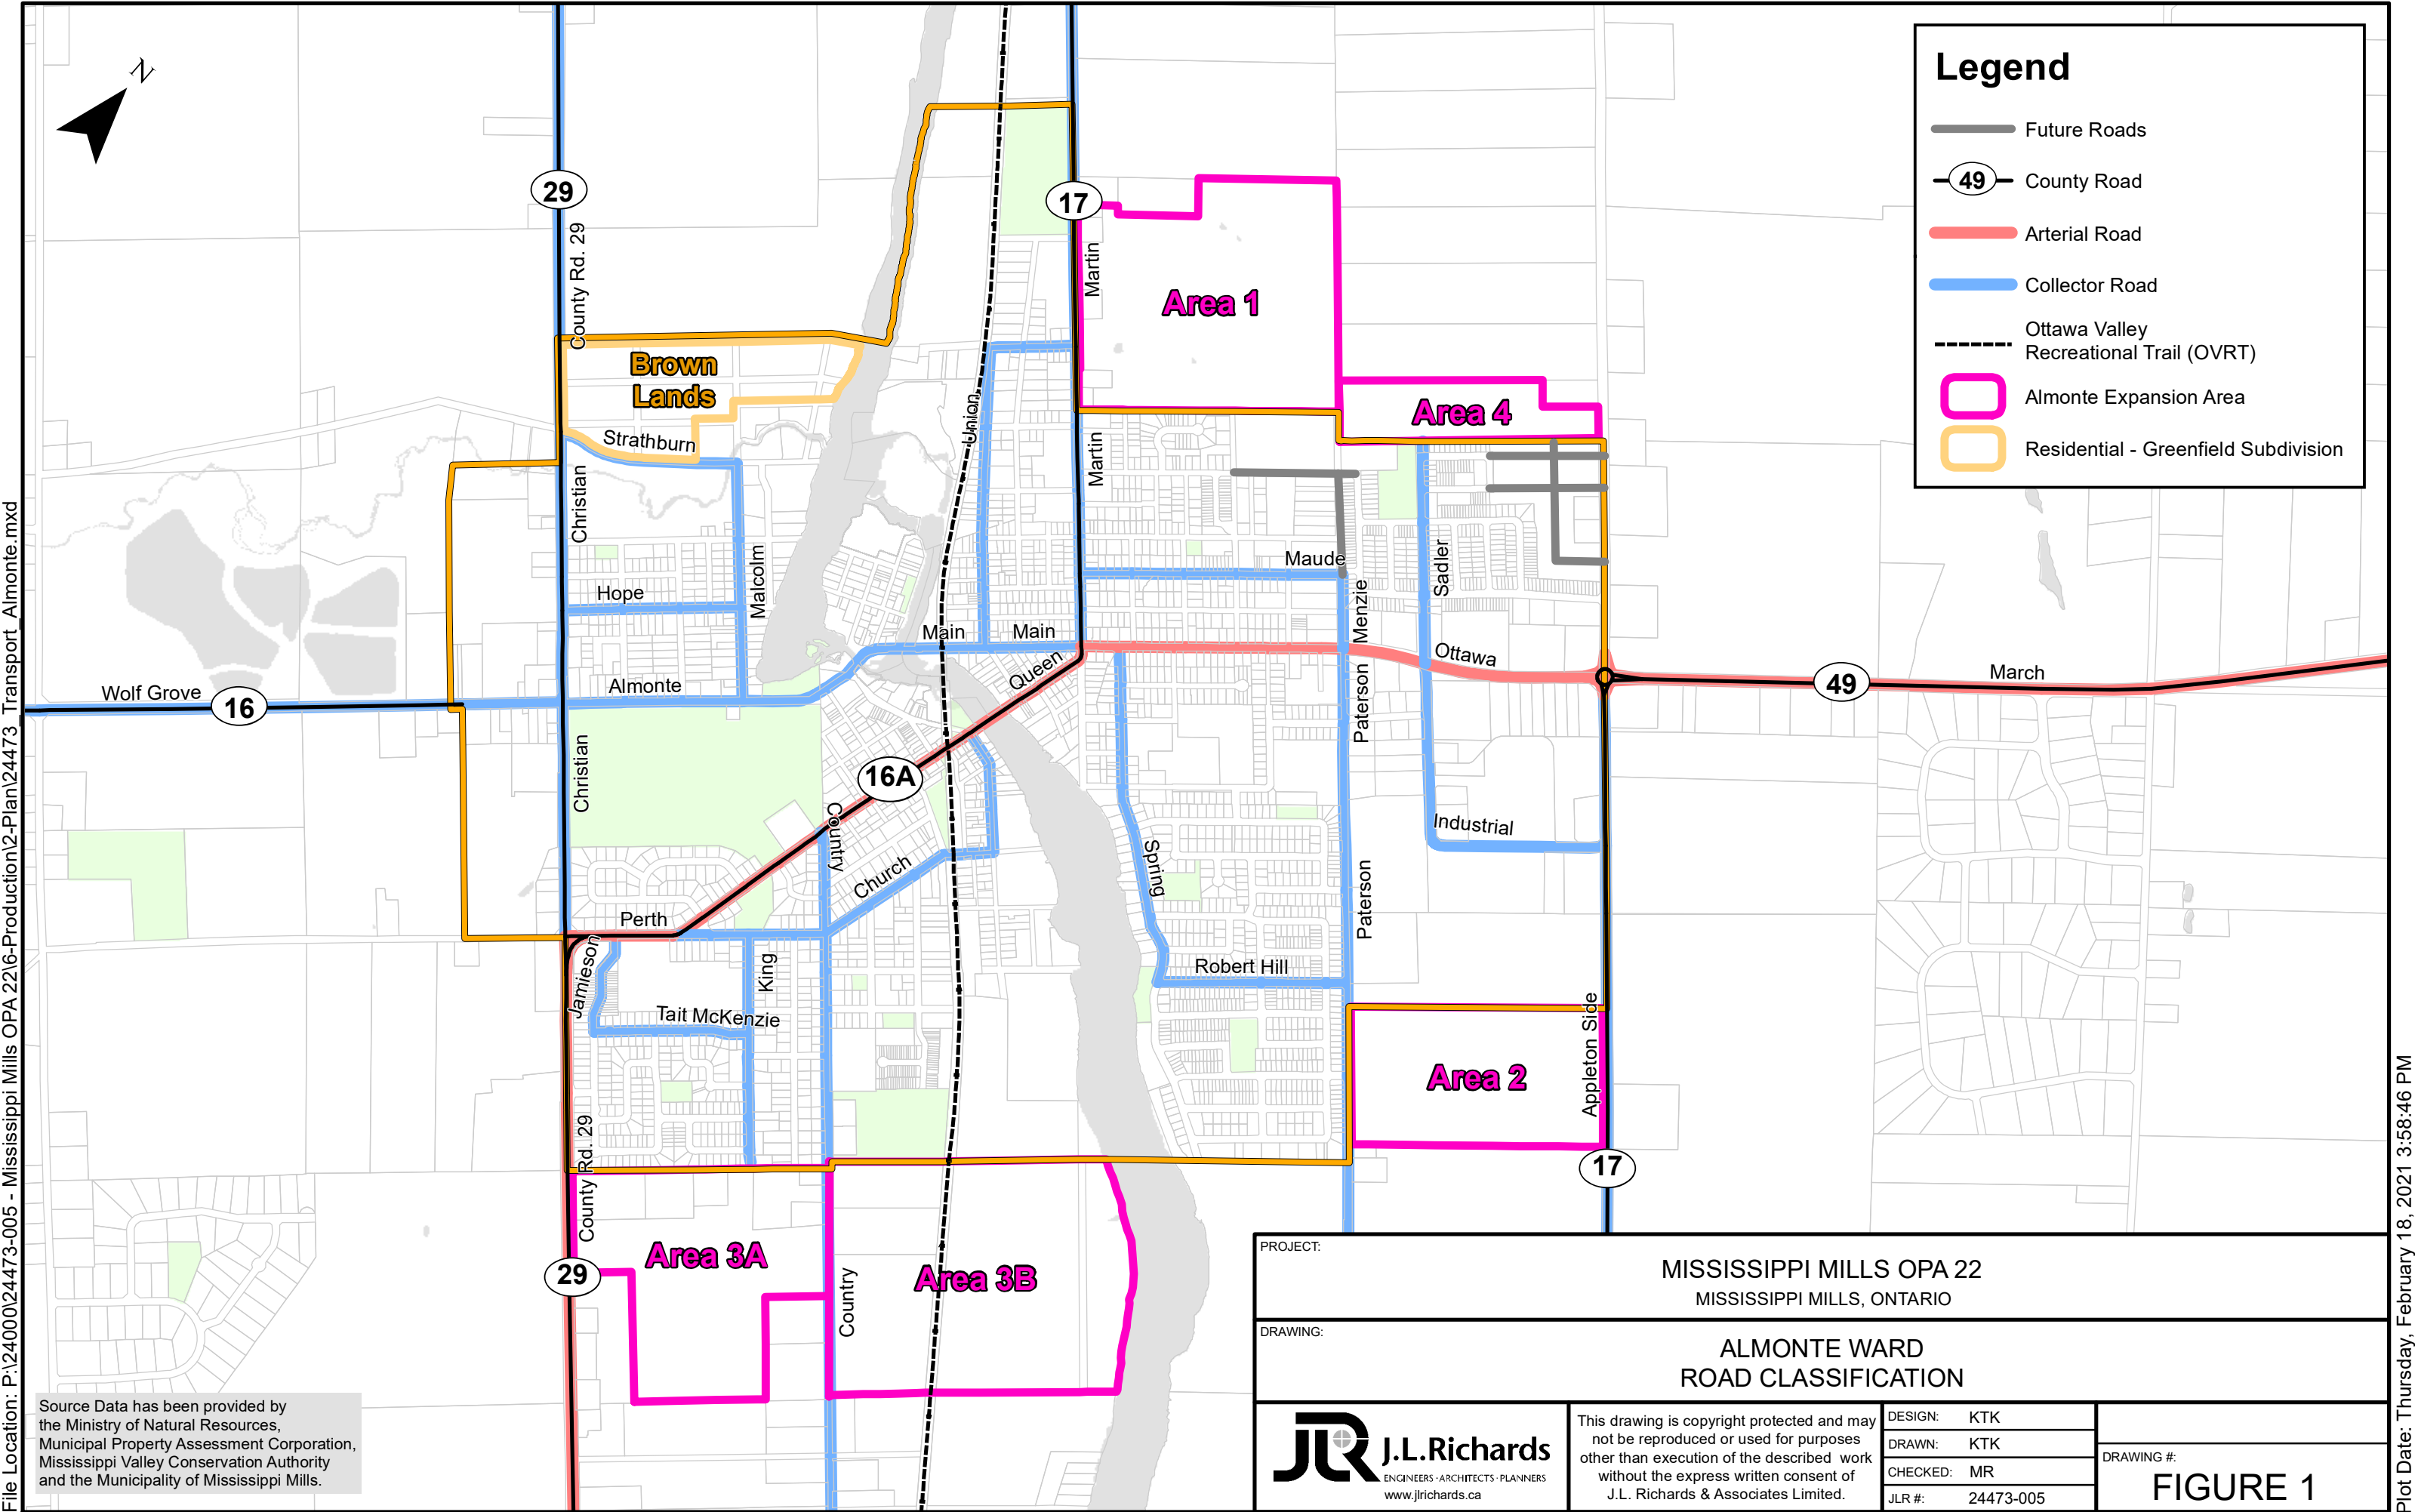 N
29
County Rd. 29
17
Martin
Area 1
Brown
Lands
Strathburn
Union
Martin
Area 4
Christian
Malcolm
Hope
Maude
Menzie
Sadler
Main
Main
Queen
Ottawa
Wolf Grove
16
Almonte
Paterson
49
March
Christian
16A
Country
Church
Spring
Industrial
Paterson
Perth
Jamieson
King
Tait McKenzie
Robert Hill
Appleton Side
Area 2
County Rd. 29
17
29
Area 3A
Area 3B
Country
Legend
Future Roads
49
County Road
Arterial Road
Collector Road
Ottawa Valley
Recreational Trail (OVRT)
Almonte Expansion Area
Residential - Greenfield Subdivision
Source Data has been provided by
the Ministry of Natural Resources,
Municipal Property Assessment Corporation,
Mississippi Valley Conservation Authority
and the Municipality of Mississippi Mills.
PROJECT:
MISSISSIPPI MILLS OPA 22
MISSISSIPPI MILLS, ONTARIO
DRAWING:
ALMONTE WARD
ROAD CLASSIFICATION
JLR J.L.Richards
ENGINEERS · ARCHITECTS · PLANNERS
www.jlrichards.ca
This drawing is copyright protected and may
not be reproduced or used for purposes
other than execution of the described work
without the express written consent of
J.L. Richards & Associates Limited.
DESIGN: KTK
DRAWN: KTK
CHECKED: MR
JLR #: 24473-005
DRAWING #:
FIGURE 1
File Location: P:\24000\24473-005 - Mississippi Mills OPA 22\6-Production\2-Plan\24473_Transport_Almonte.mxd
Plot Date: Thursday, February 18, 2021 3:58:46 PM